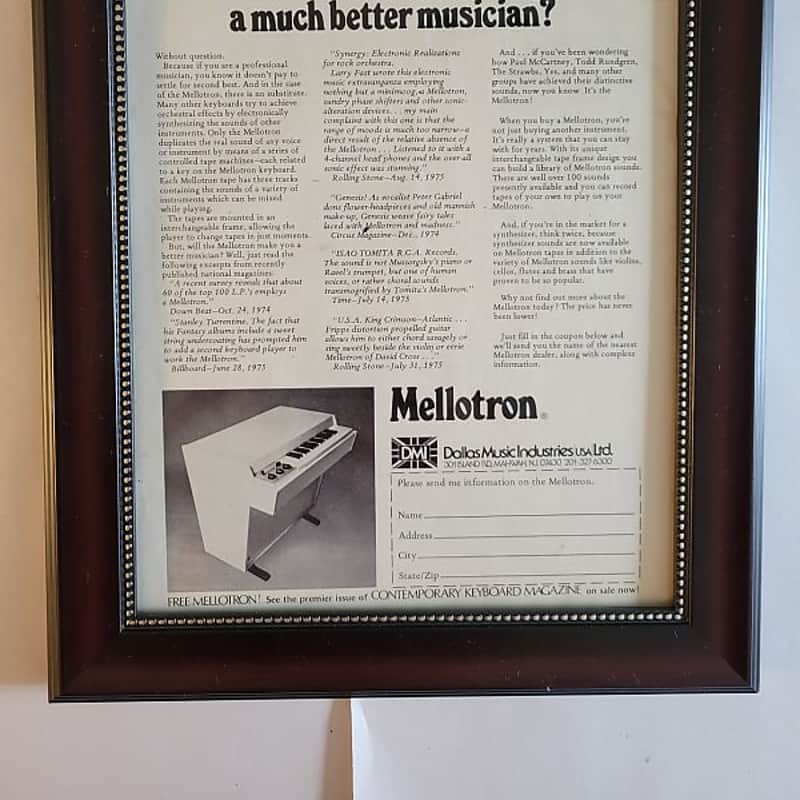 a much better musician?
Without question.
Because if you are a professional
musician, you know it doesn't pay to
settle for second best. And in the case
of the Mellotron, there is no substitute.
Many other keyboards try to achieve
orchestral effects by electronically
synthesizing the sounds of other
instruments. Only the Mellotron
duplicates the real sound of any voice
or instrument by means of a series of
controlled tape machines—each related
to a key on the Mellotron keyboard.
Each Mellotron tape has three tracks
containing the sounds of a variety of
instruments which can be mixed
while playing.
The tapes are mounted in an
interchangeable frame, allowing the
player to change tapes in just moments.
But, will the Mellotron make you a
better musician? Well, just read the
following excerpts from recently
published national magazines:
"A recent survey reveals that about
60 of the top 100 L.P.'s employs
a Mellotron."
Down Beat—Oct. 24, 1974
"Stanley Turrentine. The fact that
his Fantasy albums include a sweet
string undercoating has prompted him
to add a second keyboard player to
work the Mellotron."
Billboard—June 28, 1975
"Synergy: Electronic Realizations
for rock orchestra.
Larry Fast wrote this electronic
music extravaganza employing
nothing but a minimoog, a Mellotron,
sundry phase shifters and other sonic-
alteration devices. . . my main
complaint with this one is that the
range of moods is much too narrow—a
direct result of the relative absence of
the Mellotron . . . Listened to it with a
4-channel head phones and the over-all
sonic effect was stunning."
Rolling Stone—Aug. 14, 1975
"Genesis: As vocalist Peter Gabriel
dons flower-headpieces and old mannish
make-up, Genesis weave fairy tales
laced with Mellotron and madness."
Circus Magazine—Dec., 1974
"ISAO TOMITA R.C.A. Records.
The sound is not Mussorgsky's piano or
Ravel's trumpet, but one of human
voices, or rather choral sounds
transmogrified by Tomita's Mellotron."
Time—July 14, 1975
"U.S.A. King Crimson—Atlantic . . .
Fripps distortion propelled guitar
allows him to either chord savagely or
sing sweetly beside the violin or eerie
Mellotron of David Cross . . ."
Rolling Stone—July 31, 1975
And . . . if you've been wondering
how Paul McCartney, Todd Rundgren,
The Strawbs, Yes, and many other
groups have achieved their distinctive
sounds, now you know. It's the
Mellotron!
When you buy a Mellotron, you're
not just buying another instrument.
It's really a system that you can stay
with for years. With its unique
interchangeable tape frame design you
can build a library of Mellotron sounds.
There are well over 100 sounds
presently available and you can record
tapes of your own to play on your
Mellotron.
And, if you're in the market for a
synthesizer, think twice, because
synthesizer sounds are now available
on Mellotron tapes in addition to the
variety of Mellotron sounds like violins,
cellos, flutes and brass that have
proven to be so popular.
Why not find out more about the
Mellotron today? The price has never
been lower!
Just fill in the coupon below and
we'll send you the name of the nearest
Mellotron dealer, along with complete
information.
Mellotron®
DMI Dallas Music Industries USA Ltd.
301 ISLAND RD, MAHWAH, N.J. 07430 201-327-6000
Please send me information on the Mellotron.
Name
Address
City
State/Zip
FREE MELLOTRON! See the premier issue of CONTEMPORARY KEYBOARD MAGAZINE on sale now!